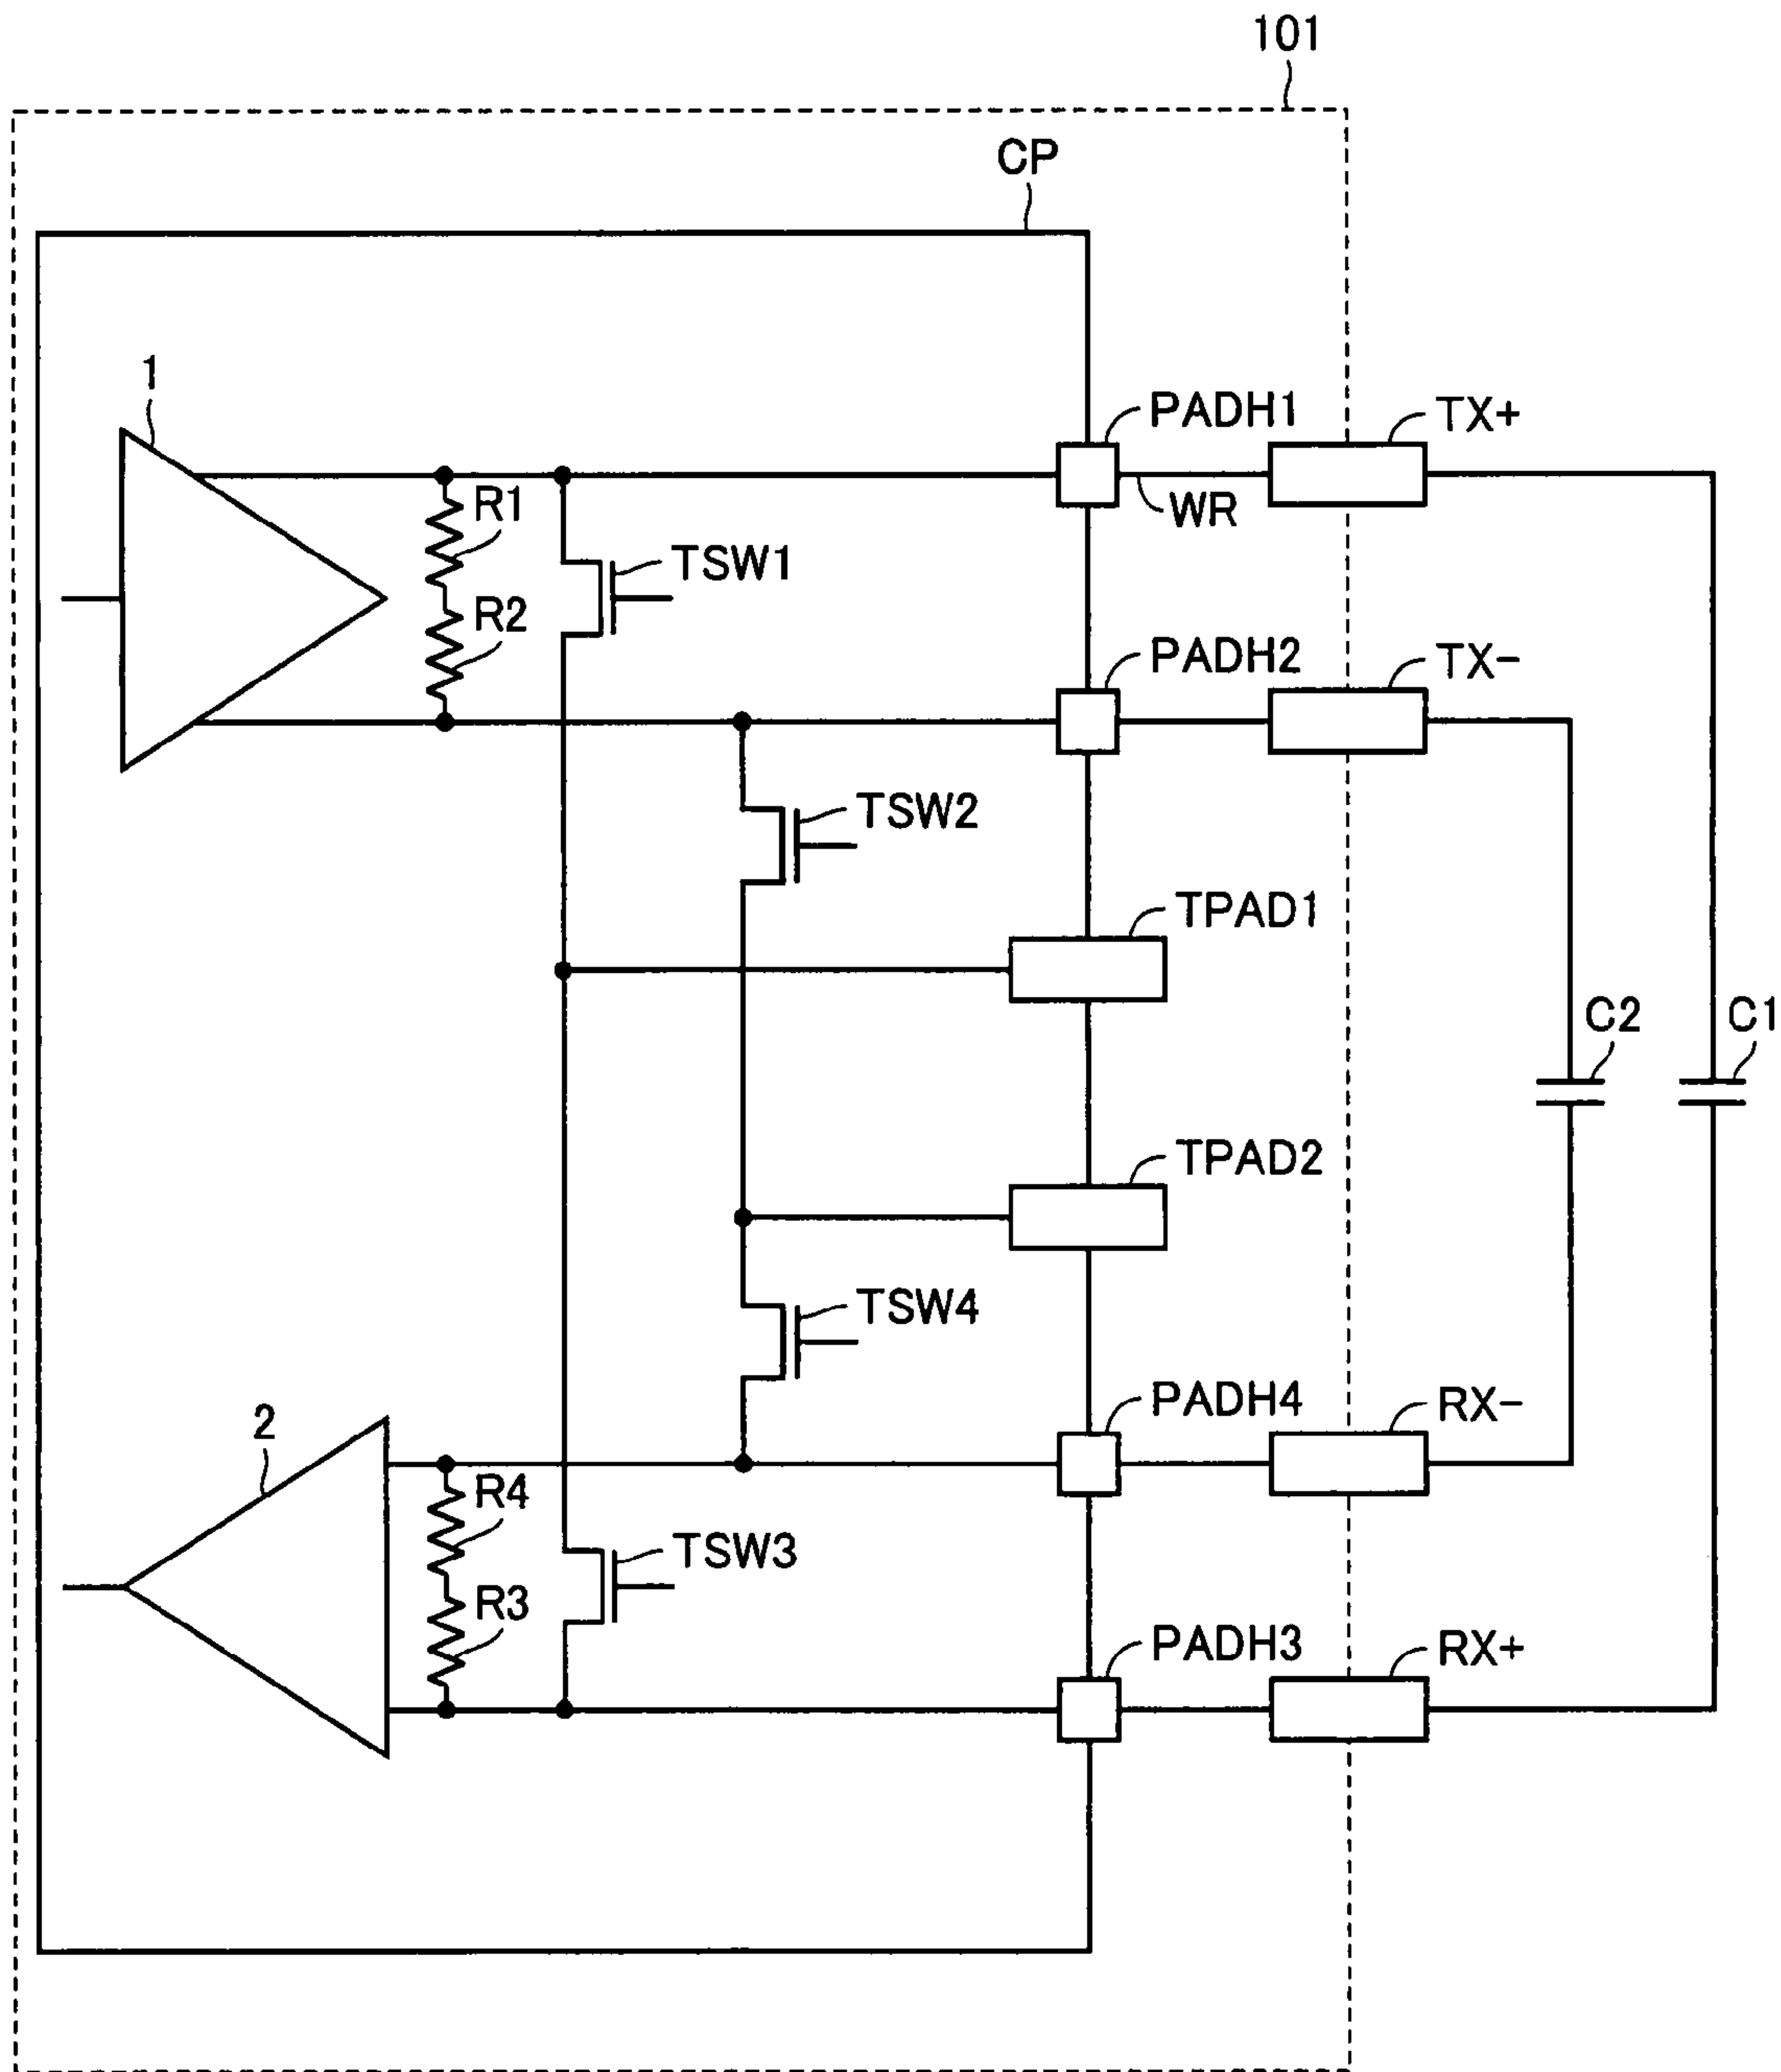 101
CP
1
PADH1
TX+
R1
WR
TSW1
R2
PADH2
TX-
TSW2
TPAD1
C2
C1
TPAD2
TSW4
PADH4
RX-
2
R4
TSW3
R3
PADH3
RX+